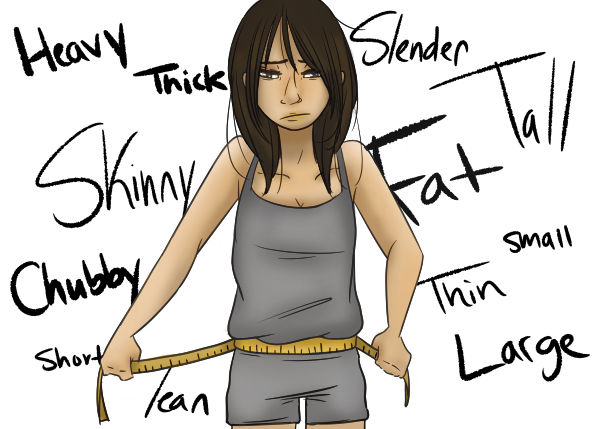 Heavy
Thick
Slender
Tall
Skinny
Fat
small
Chubby
Thin
Short
lean
Large